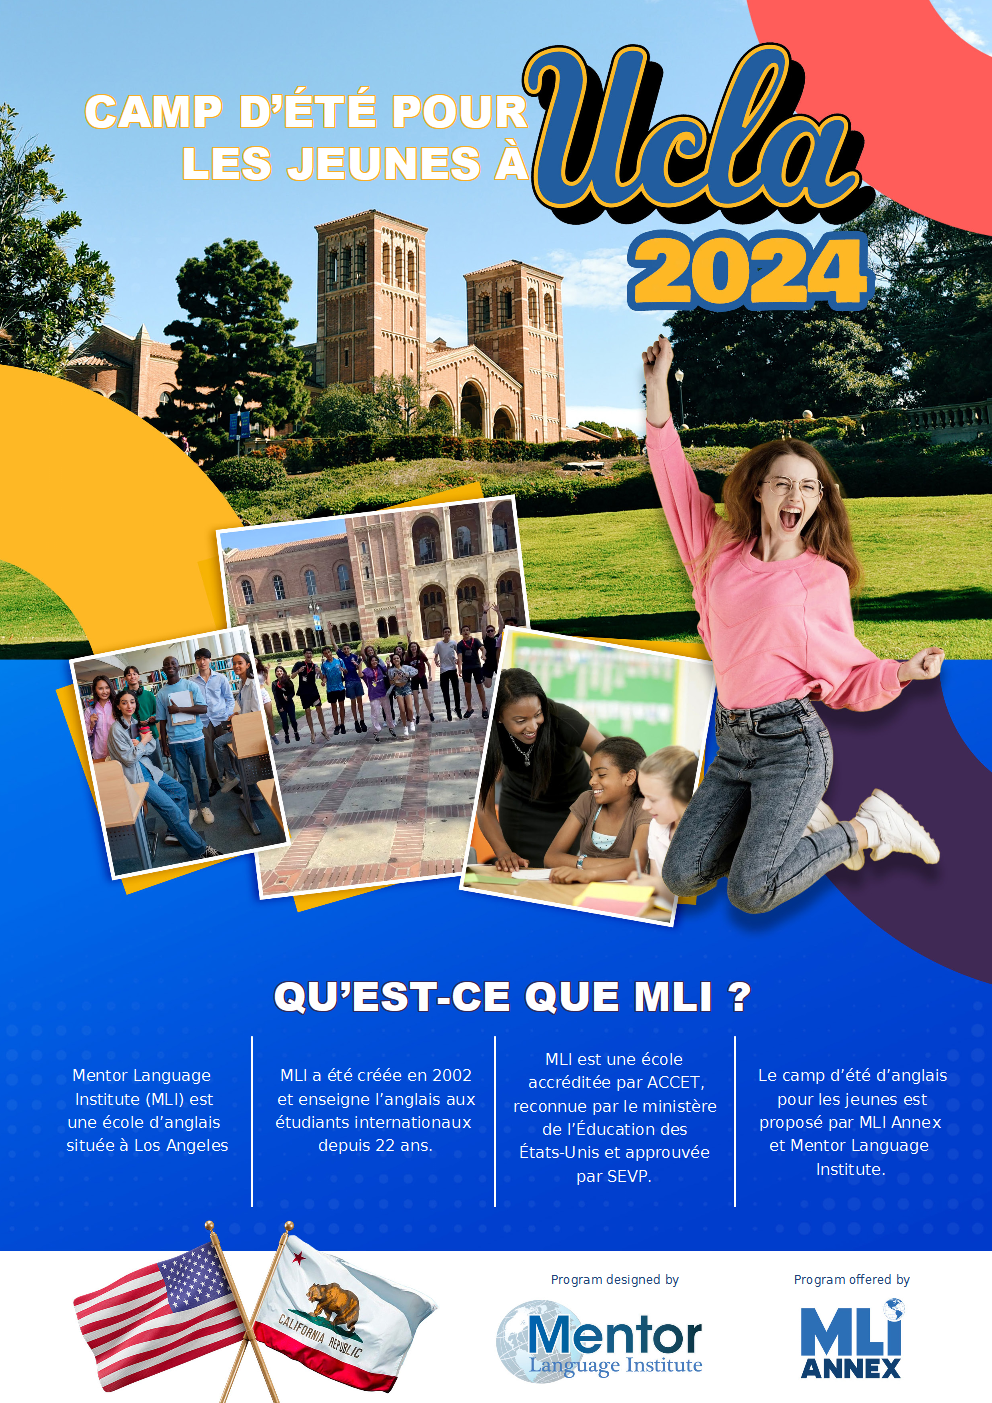 CAMP D’ÉTÉ POUR
LES JEUNES À
Ucla
2024
QU’EST-CE QUE MLI ?
Mentor Language
Institute (MLI) est
une école d’anglais
située à Los Angeles
MLI a été créée en 2002
et enseigne l’anglais aux
étudiants internationaux
depuis 22 ans.
MLI est une école
accréditée par ACCET,
reconnue par le ministère
de l’Éducation des
États-Unis et approuvée
par SEVP.
Le camp d’été d’anglais
pour les jeunes est
proposé par MLI Annex
et Mentor Language
Institute.
CALIFORNIA REPUBLIC
Program designed by
Mentor
Language Institute
Program offered by
MLI
ANNEX